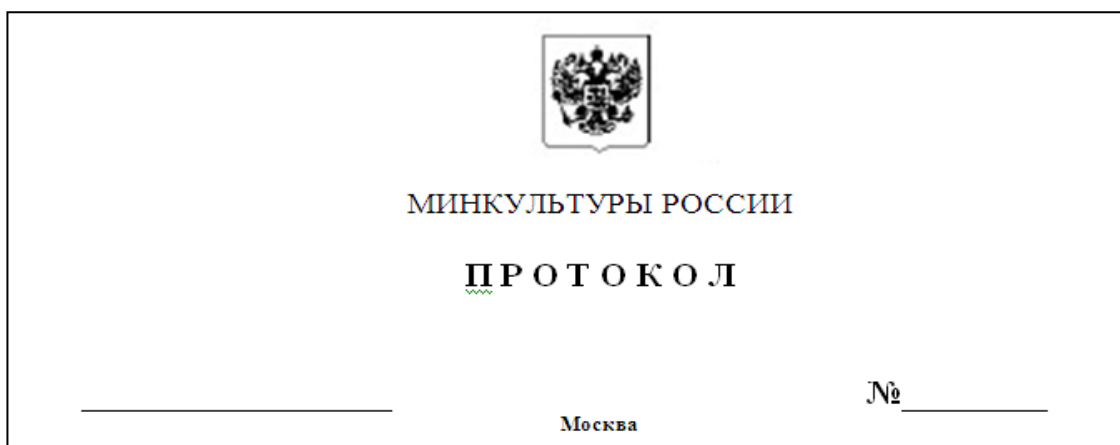 МИНКУЛЬТУРЫ РОССИИ
П Р О Т О К О Л
№
Москва